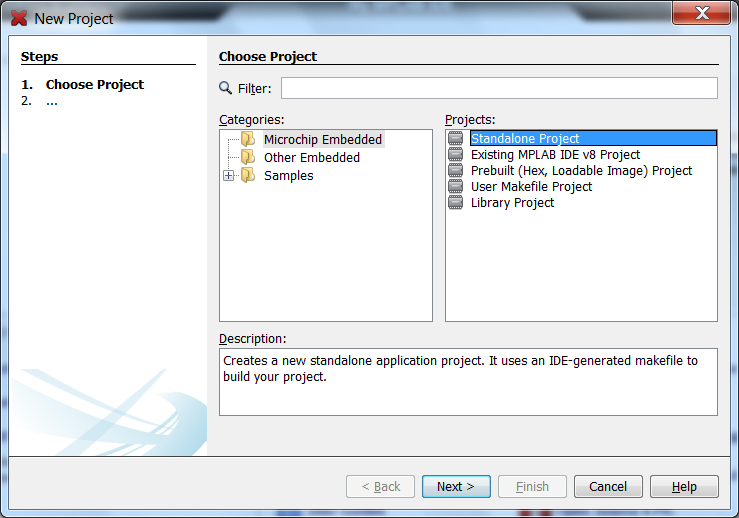 New Project
Steps
1. Choose Project
2. ...
Choose Project
Filter:
Categories:
Microchip Embedded
Other Embedded
Samples
Projects:
Standalone Project
Existing MPLAB IDE v8 Project
Prebuilt (Hex, Loadable Image) Project
User Makefile Project
Library Project
Description:
Creates a new standalone application project. It uses an IDE-generated makefile to
build your project.
< Back
Next >
Finish
Cancel
Help